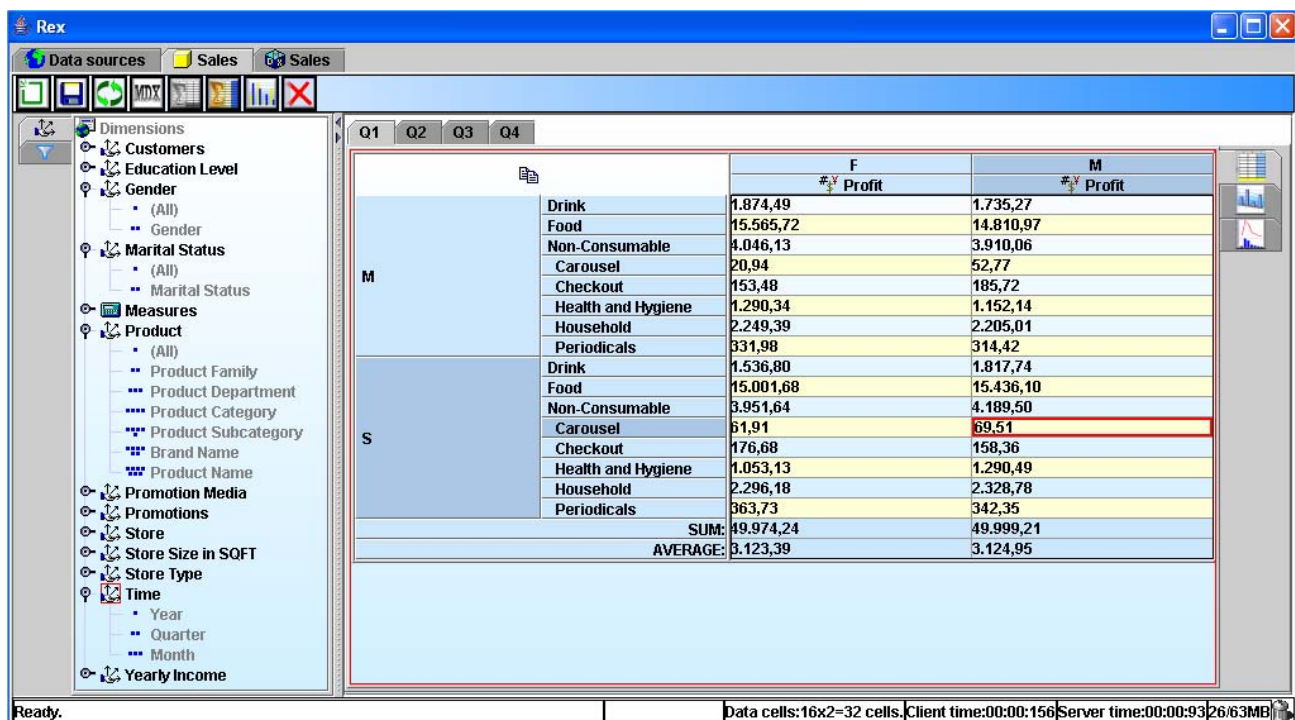 Rex
Data sources Sales Sales
MDX
Dimensions
Customers
Education Level
Gender
(All)
Gender
Marital Status
(All)
Marital Status
Measures
Product
(All)
Product Family
Product Department
Product Category
Product Subcategory
Brand Name
Product Name
Promotion Media
Promotions
Store
Store Size in SQFT
Store Type
Time
Year
Quarter
Month
Yearly Income
Q1 Q2 Q3 Q4
F M
Profit Profit
M
Drink 1.874,49 1.735,27
Food 15.565,72 14.810,97
Non-Consumable 4.046,13 3.910,06
Carousel 20,94 52,77
Checkout 153,48 185,72
Health and Hygiene 1.290,34 1.152,14
Household 2.249,39 2.205,01
Periodicals 331,98 314,42
S
Drink 1.536,80 1.817,74
Food 15.001,68 15.436,10
Non-Consumable 3.951,64 4.189,50
Carousel 61,91 69,51
Checkout 176,68 158,36
Health and Hygiene 1.053,13 1.290,49
Household 2.296,18 2.328,78
Periodicals 363,73 342,35
SUM: 49.974,24 49.999,21
AVERAGE: 3.123,39 3.124,95
Ready. Data cells:16x2=32 cells. Client time:00:00:156 Server time:00:00:93 26/63MB